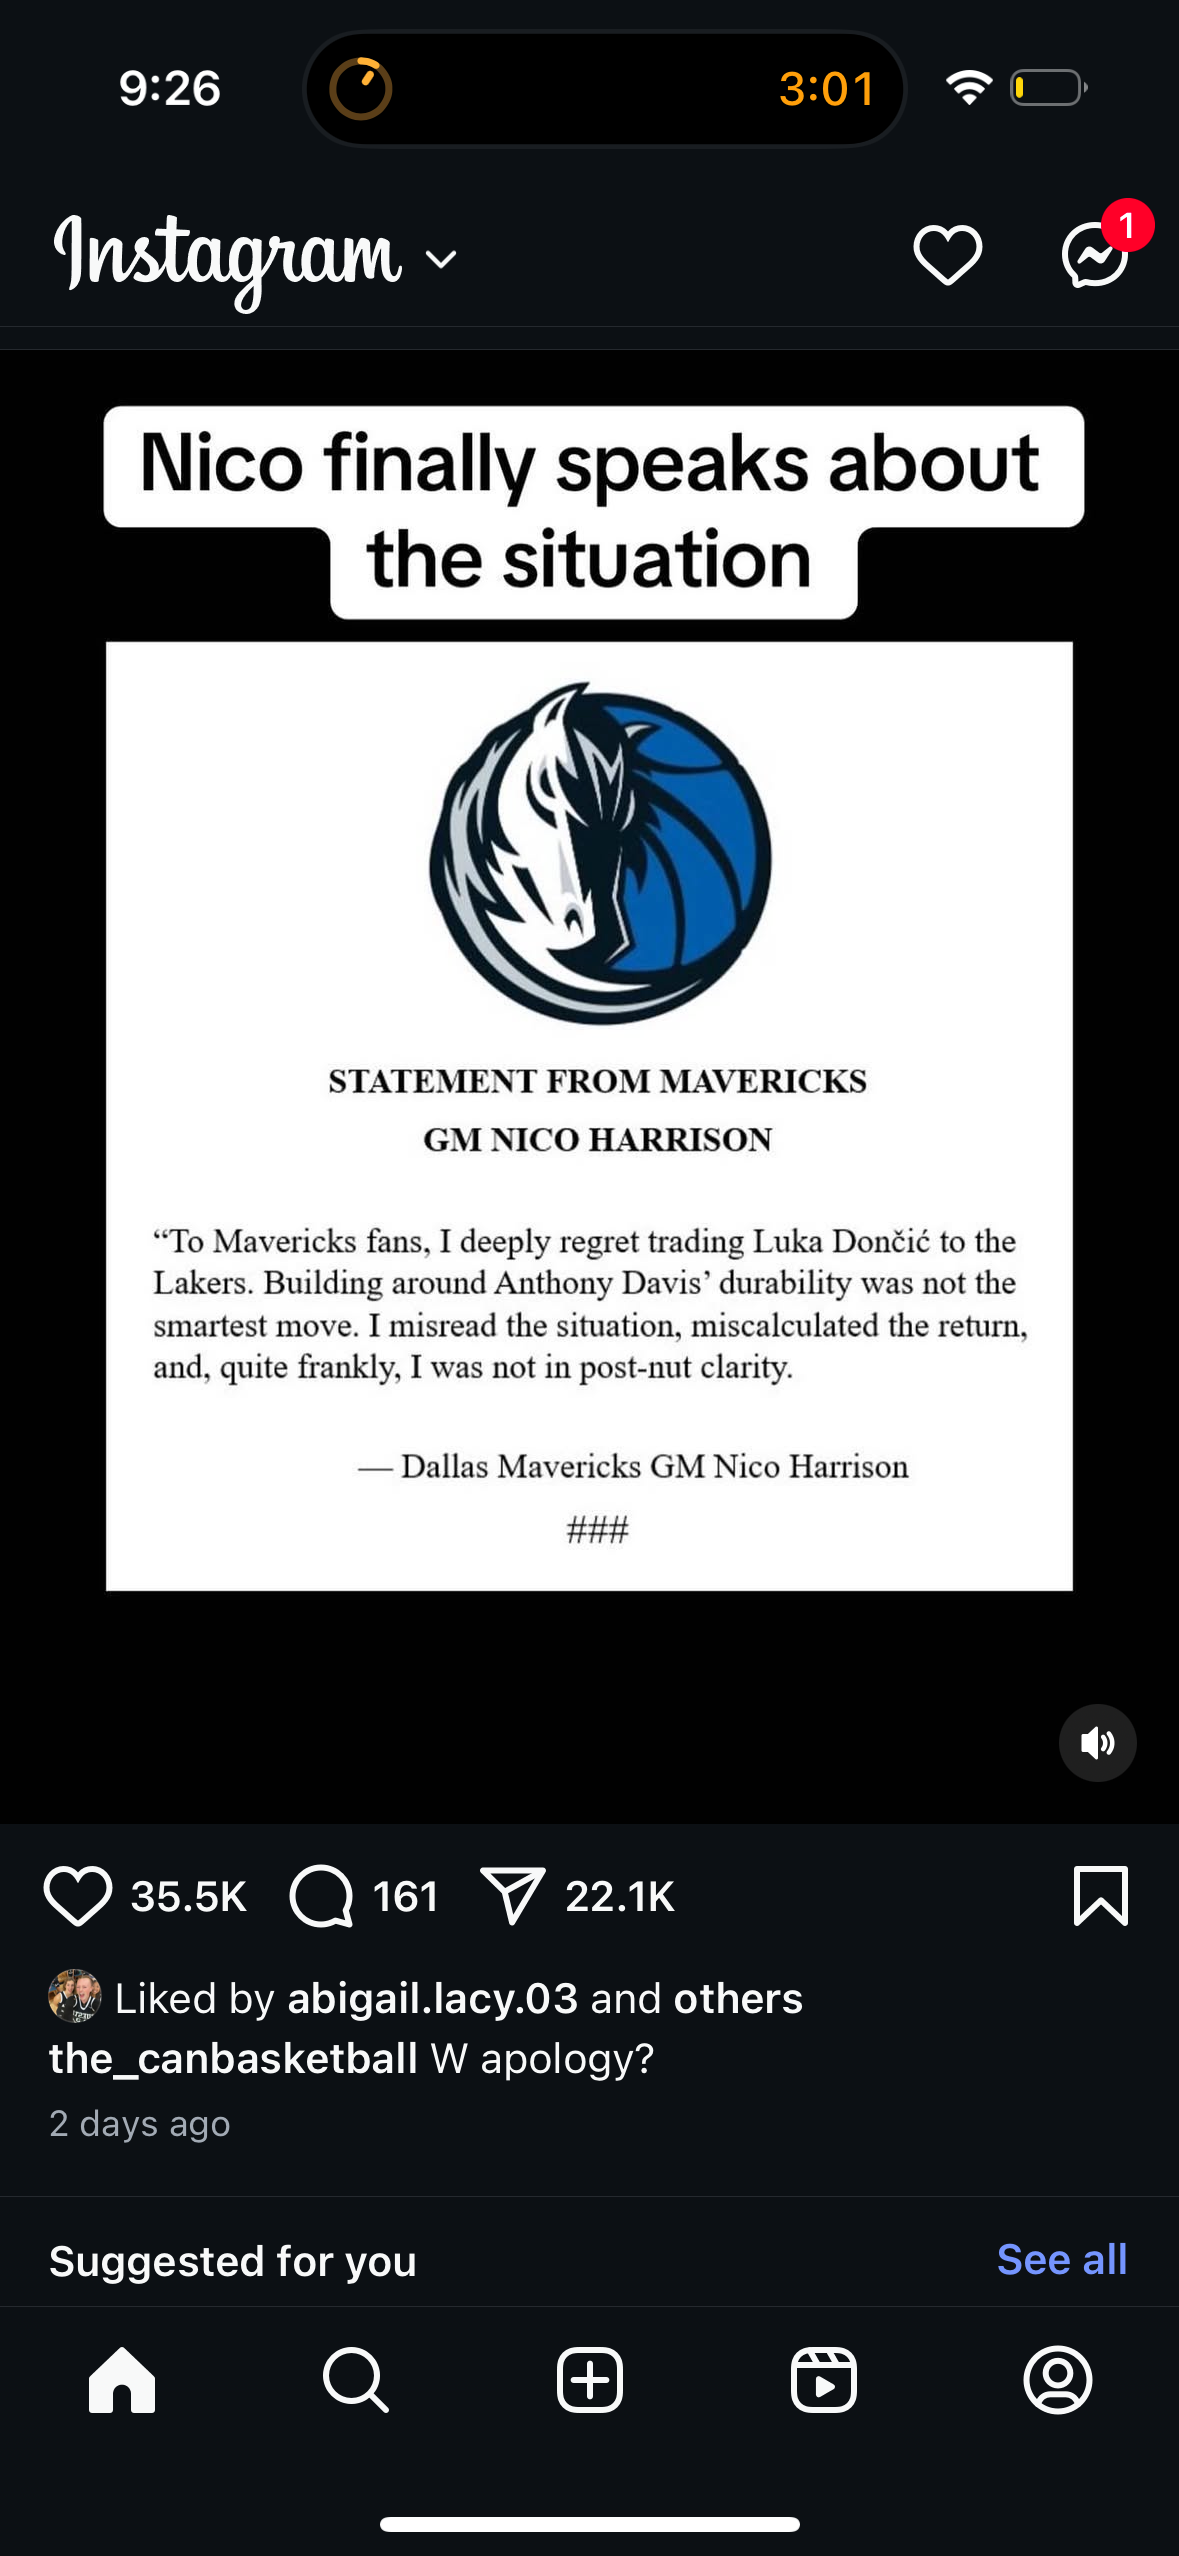 9:26
3:01
Instagram
1
Nico finally speaks about
the situation
STATEMENT FROM MAVERICKS
GM NICO HARRISON
“To Mavericks fans, I deeply regret trading Luka Dončić to the
Lakers. Building around Anthony Davis’ durability was not the
smartest move. I misread the situation, miscalculated the return,
and, quite frankly, I was not in post-nut clarity.
— Dallas Mavericks GM Nico Harrison
###
35.5K 161 22.1K
Liked by abigail.lacy.03 and others
the_canbasketball W apology?
2 days ago
Suggested for you
See all